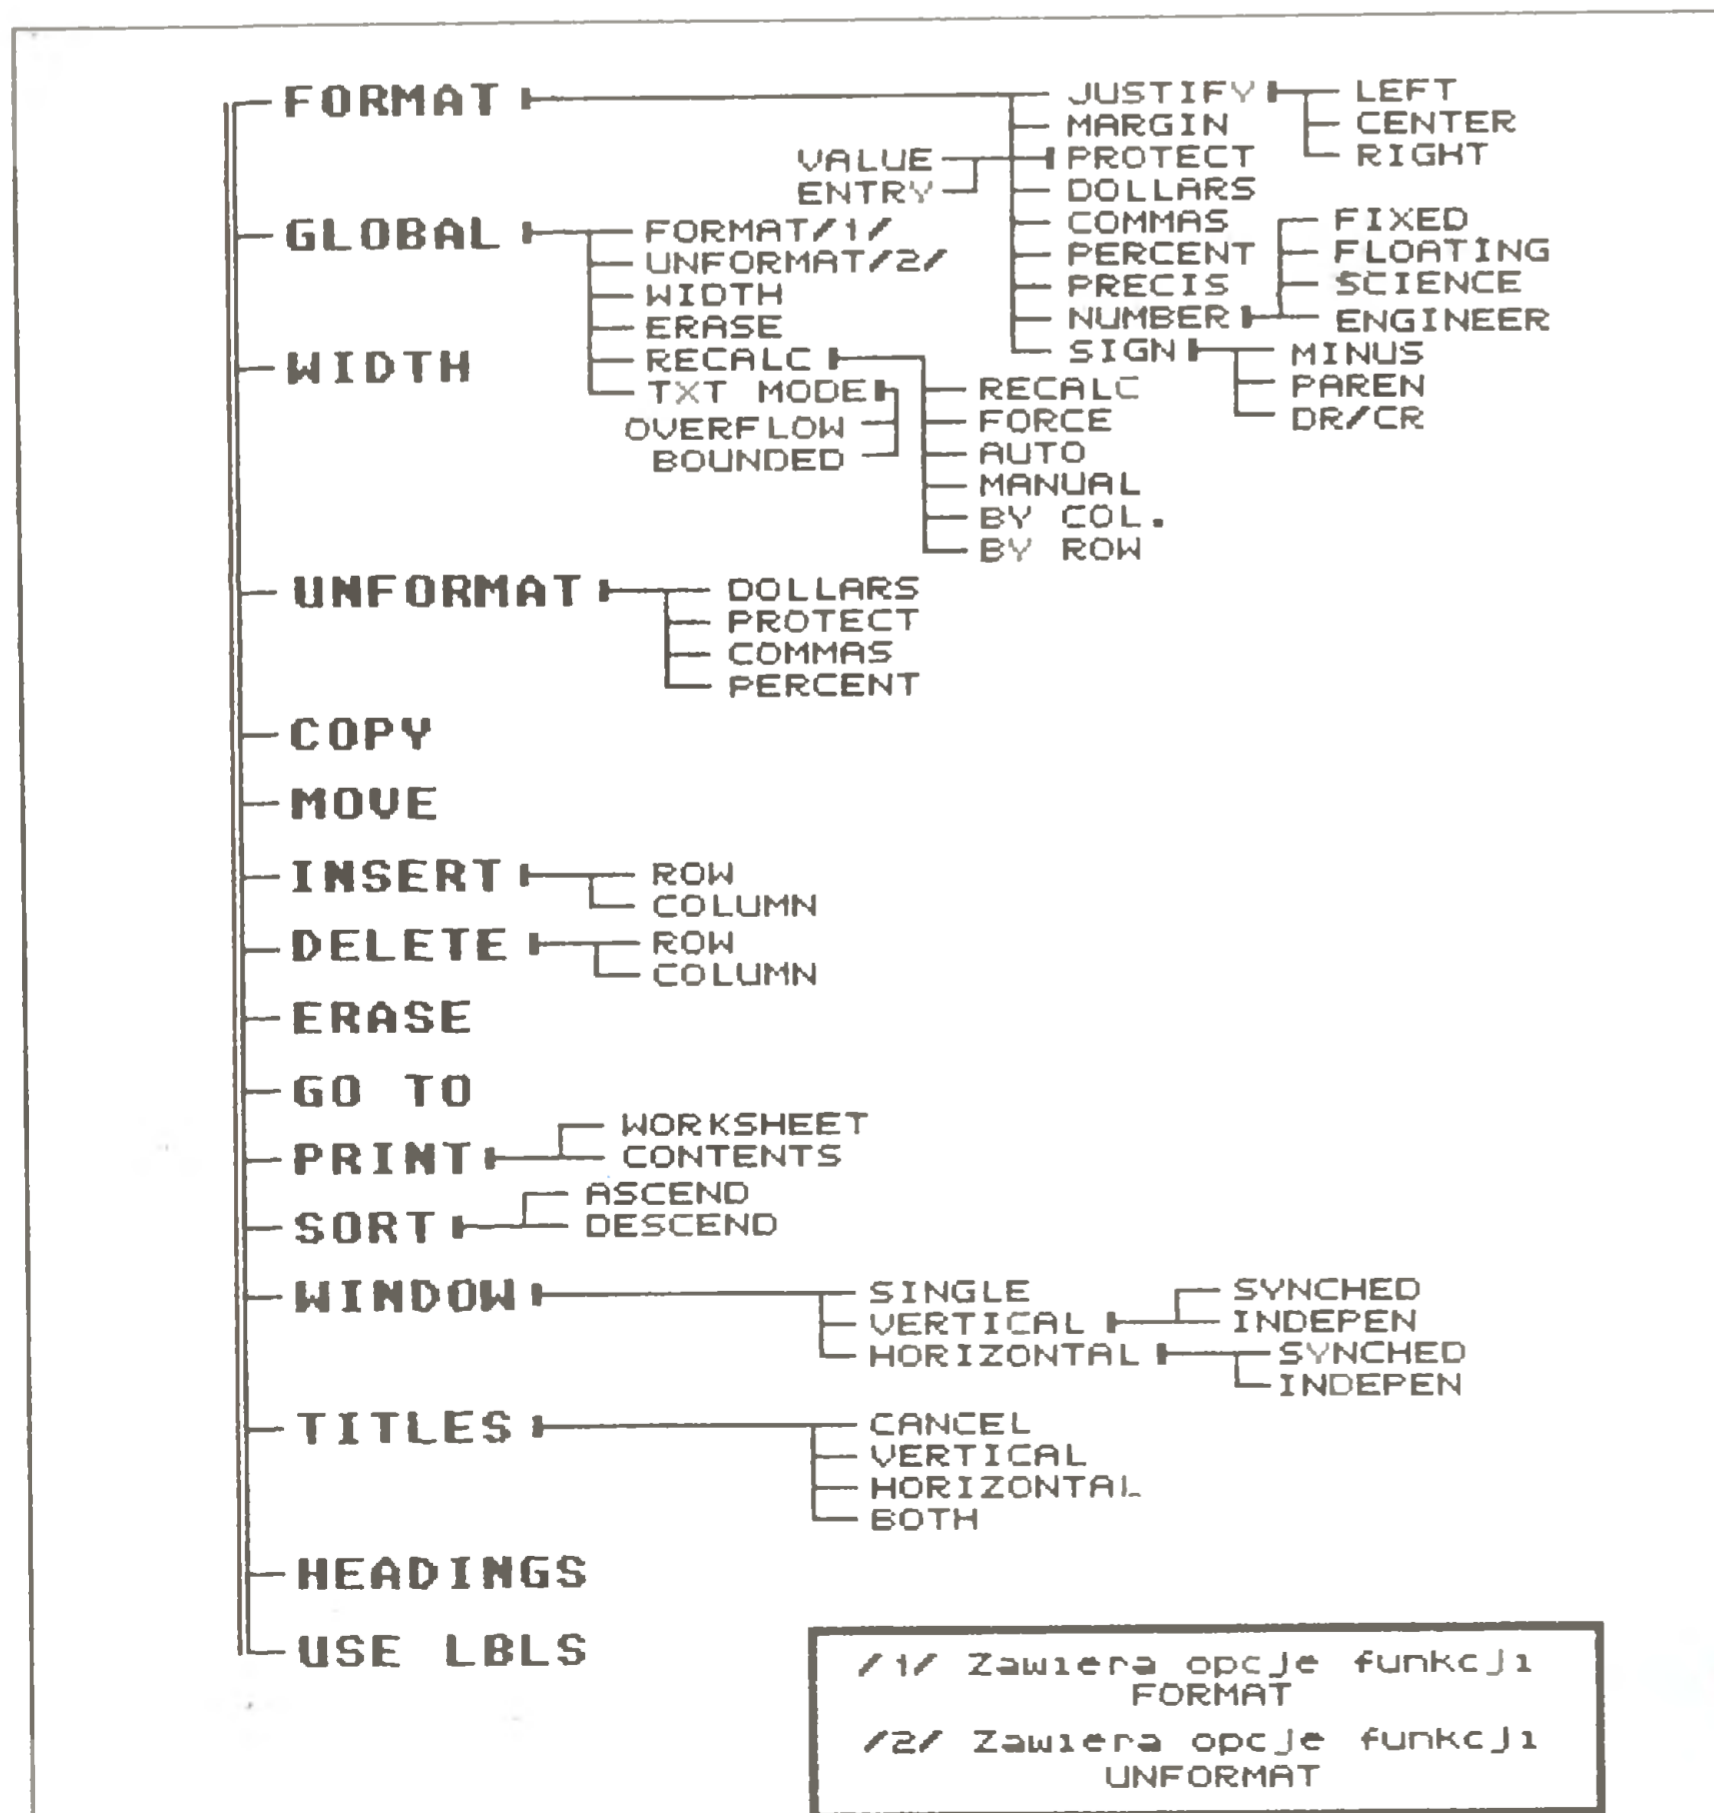 FORMAT
JUSTIFY
LEFT
CENTER
RIGHT
MARGIN
PROTECT
VALUE
ENTRY
DOLLARS
COMMAS
PERCENT
PRECIS
NUMBER
FIXED
FLOATING
SCIENCE
ENGINEER
SIGN
MINUS
PAREN
DR/CR
GLOBAL
FORMAT/1/
UNFORMAT/2/
WIDTH
ERASE
RECALC
RECALC
FORCE
AUTO
MANUAL
BY COL.
BY ROW
TXT MODE
OVERFLOW
BOUNDED
WIDTH
UNFORMAT
DOLLARS
PROTECT
COMMAS
PERCENT
COPY
MOVE
INSERT
ROW
COLUMN
DELETE
ROW
COLUMN
ERASE
GO TO
PRINT
WORKSHEET
CONTENTS
SORT
ASCEND
DESCEND
WINDOW
SINGLE
VERTICAL
SYNCHED
INDEPEN
HORIZONTAL
SYNCHED
INDEPEN
TITLES
CANCEL
VERTICAL
HORIZONTAL
BOTH
HEADINGS
USE LBLS
/1/ Zawiera opcje funkcji
FORMAT
/2/ Zawiera opcje funkcji
UNFORMAT